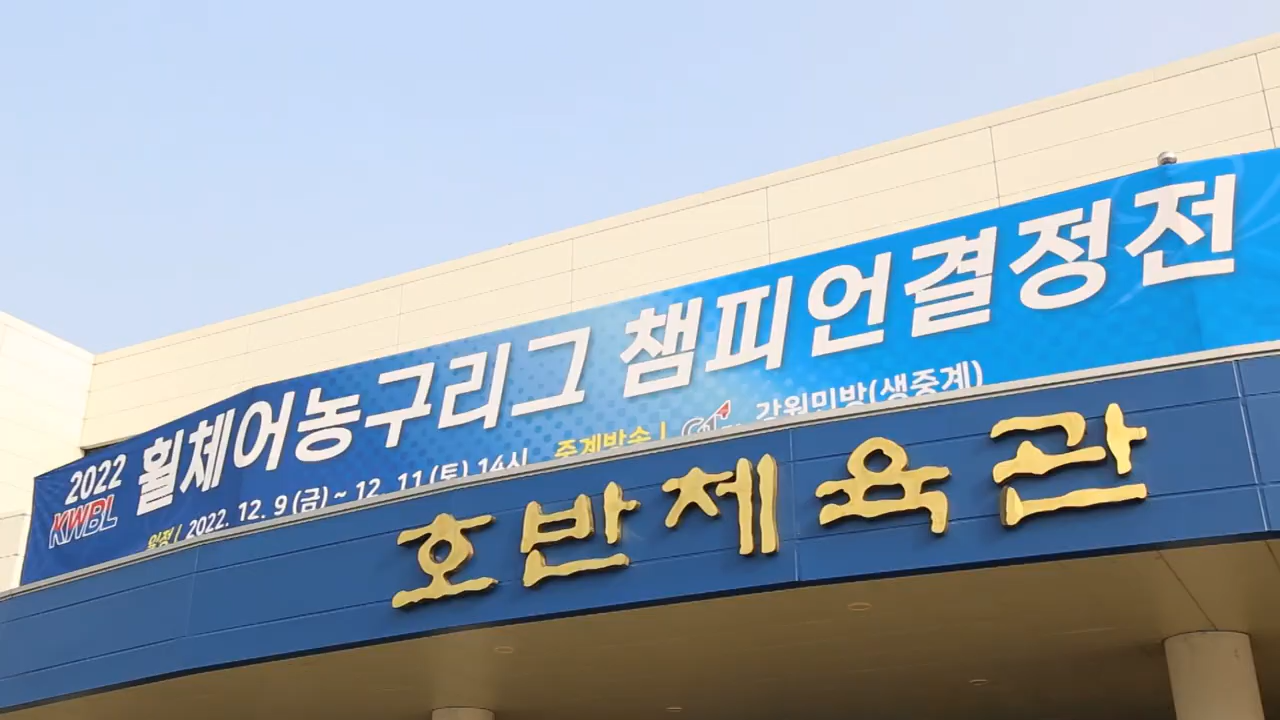 2022
KWBL
휠체어농구리그 챔피언결정전
일정 | 2022. 12. 9 (금) ~ 12. 11 (토) 14시
중계방송 | 강원민방(생중계)
호반체육관